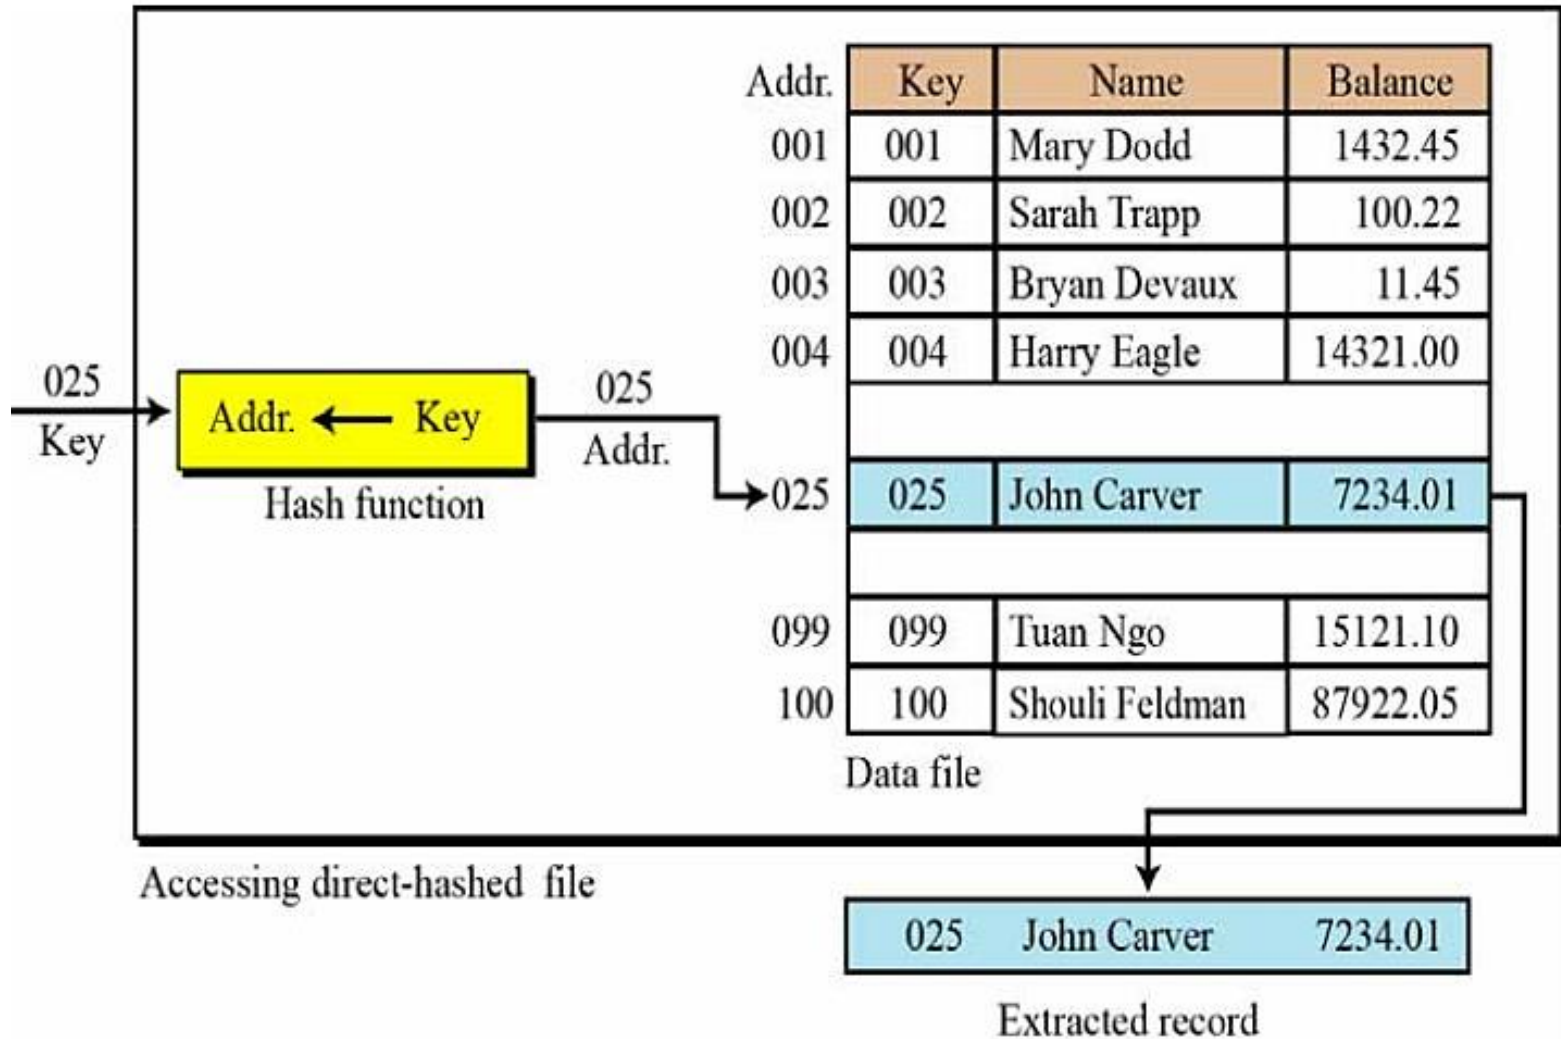 Addr. Key Name Balance
001 001 Mary Dodd 1432.45
002 002 Sarah Trapp 100.22
003 003 Bryan Devaux 11.45
004 004 Harry Eagle 14321.00
025
Key
Addr. ← Key
Hash function
025
Addr.
025 025 John Carver 7234.01
099 099 Tuan Ngo 15121.10
100 100 Shouli Feldman 87922.05
Data file
Accessing direct-hashed file
025 John Carver 7234.01
Extracted record